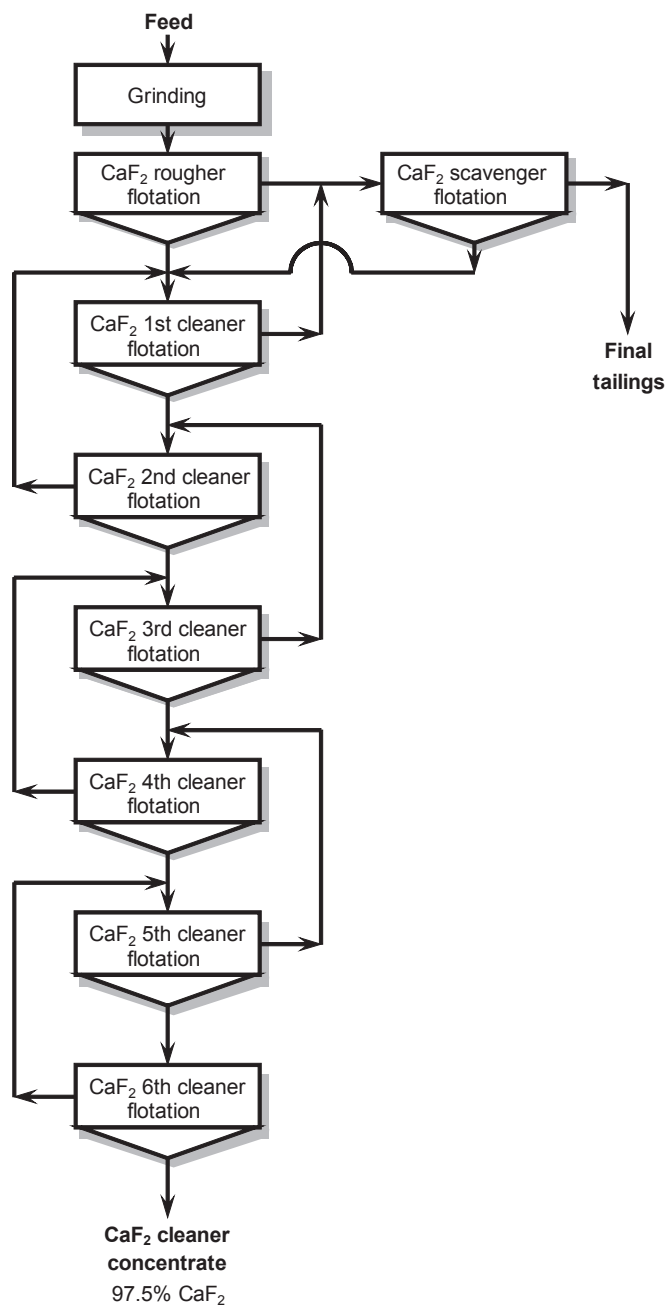 Feed
Grinding
CaF₂ rougher
flotation
CaF₂ scavenger
flotation
CaF₂ 1st cleaner
flotation
Final
tailings
CaF₂ 2nd cleaner
flotation
CaF₂ 3rd cleaner
flotation
CaF₂ 4th cleaner
flotation
CaF₂ 5th cleaner
flotation
CaF₂ 6th cleaner
flotation
CaF₂ cleaner
concentrate
97.5% CaF₂